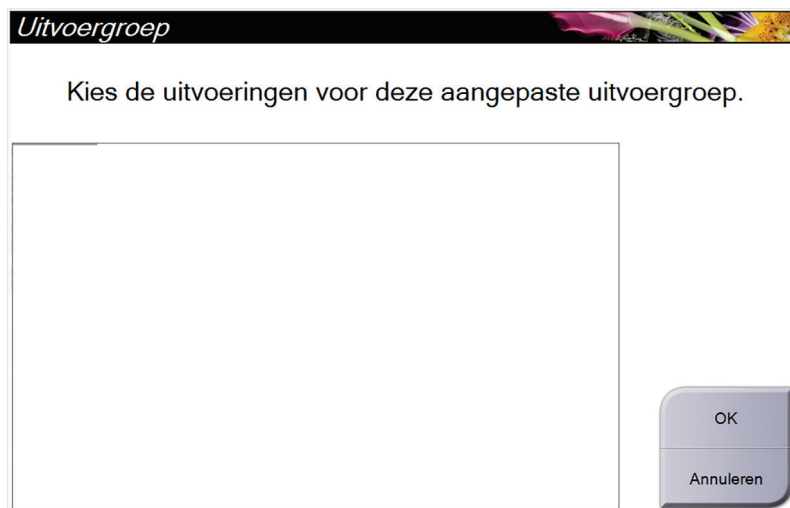 Uitvoergroep
Kies de uitvoeringen voor deze aangepaste uitvoergroep.
OK
Annuleren